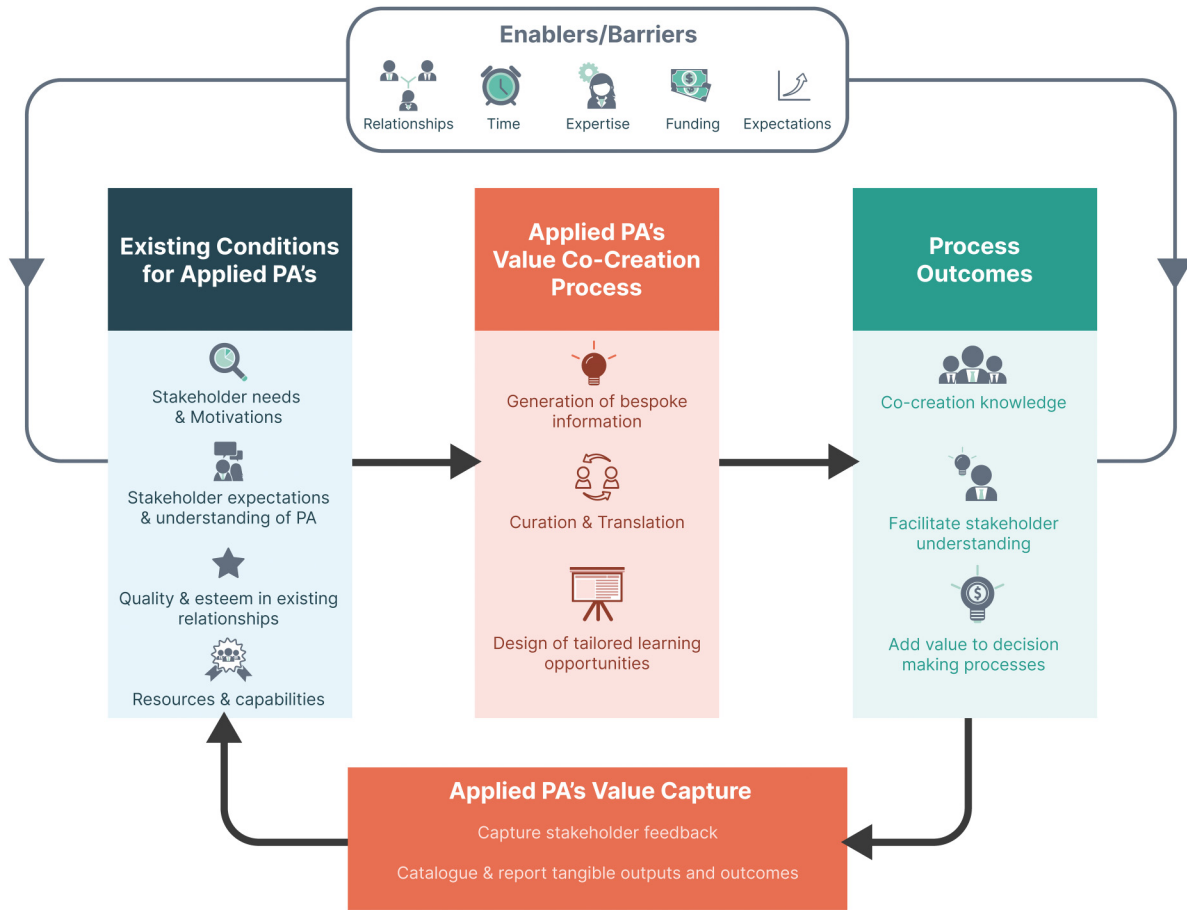 Enablers/Barriers
Relationships
Time
Expertise
Funding
Expectations
Existing Conditions
for Applied PA’s
Stakeholder needs
& Motivations
Stakeholder expectations
& understanding of PA
Quality & esteem in existing
relationships
Resources & capabilities
Applied PA’s
Value Co-Creation
Process
Generation of bespoke
information
Curation & Translation
Design of tailored learning
opportunities
Process
Outcomes
Co-creation knowledge
Facilitate stakeholder
understanding
$
Add value to decision
making processes
Applied PA’s Value Capture
Capture stakeholder feedback
Catalogue & report tangible outputs and outcomes